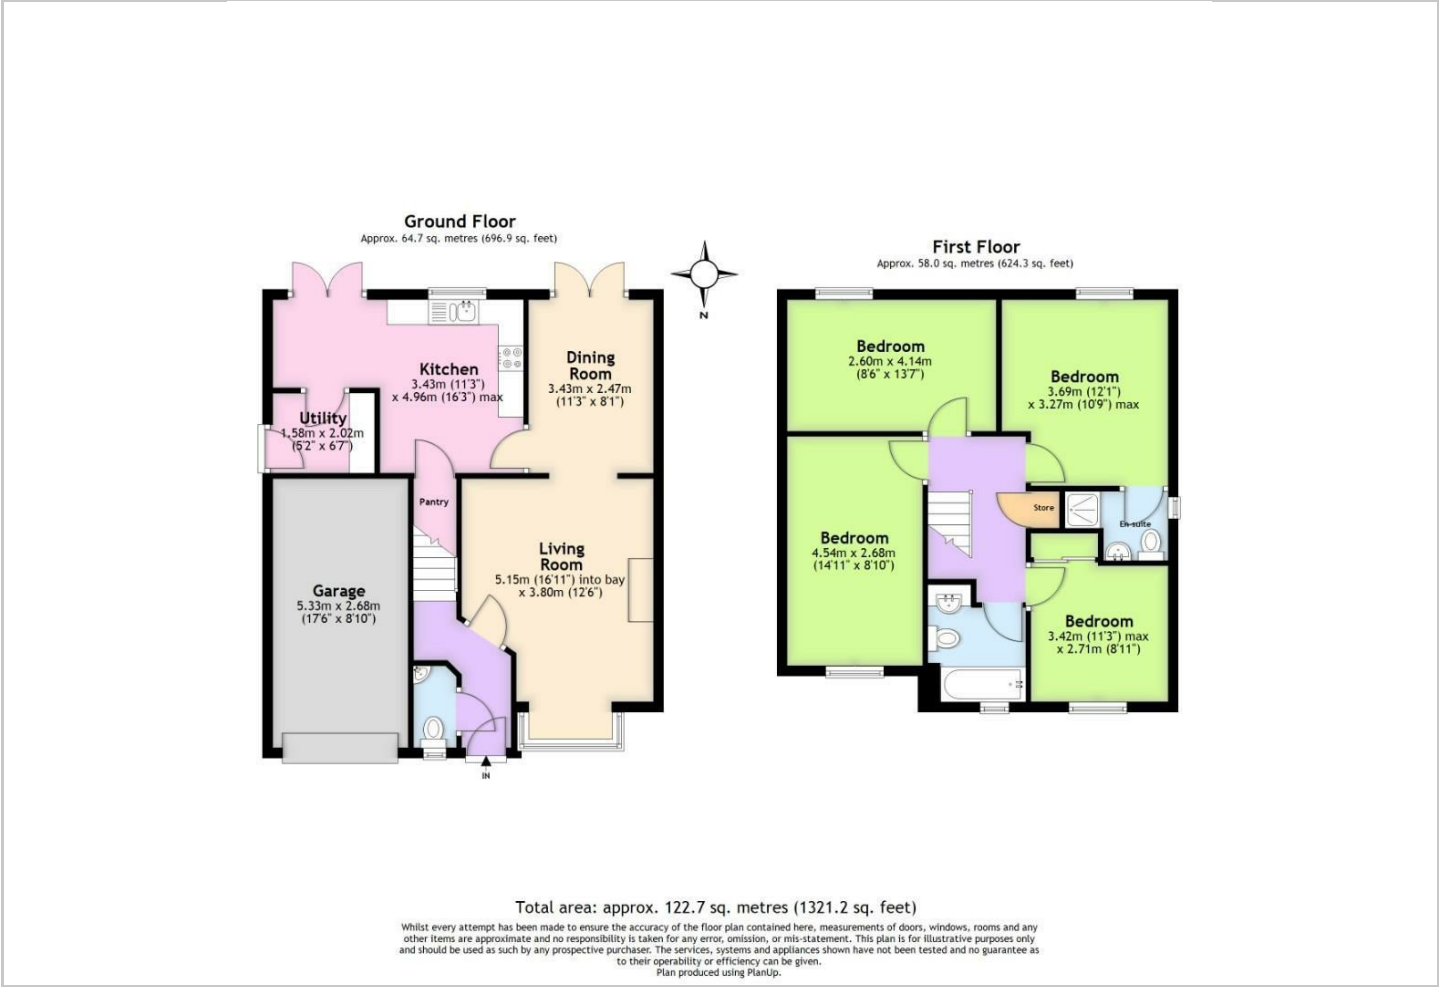 Ground Floor
Approx. 64.7 sq. metres (696.9 sq. feet)
Kitchen
3.43m (11'3")
x 4.96m (16'3") max
Dining
Room
3.43m x 2.47m
(11'3" x 8'1")
Utility
1.58m x 2.02m
(5'2" x 6'7")
Pantry
Living
Room
5.15m (16'11") into bay
x 3.80m (12'6")
Garage
5.33m x 2.68m
(17'6" x 8'10")
IN
N
First Floor
Approx. 58.0 sq. metres (624.3 sq. feet)
Bedroom
2.60m x 4.14m
(8'6" x 13'7")
Bedroom
3.69m (12'1")
x 3.27m (10'9") max
Store
En-suite
Bedroom
4.54m x 2.68m
(14'11" x 8'10")
Bedroom
3.42m (11'3") max
x 2.71m (8'11")
Total area: approx. 122.7 sq. metres (1321.2 sq. feet)
Whilst every attempt has been made to ensure the accuracy of the floor plan contained here, measurements of doors, windows, rooms and any
other items are approximate and no responsibility is taken for any error, omission, or mis-statement. This plan is for illustrative purposes only
and should be used as such by any prospective purchaser. The services, systems and appliances shown have not been tested and no guarantee as
to their operability or efficiency can be given.
Plan produced using PlanUp.